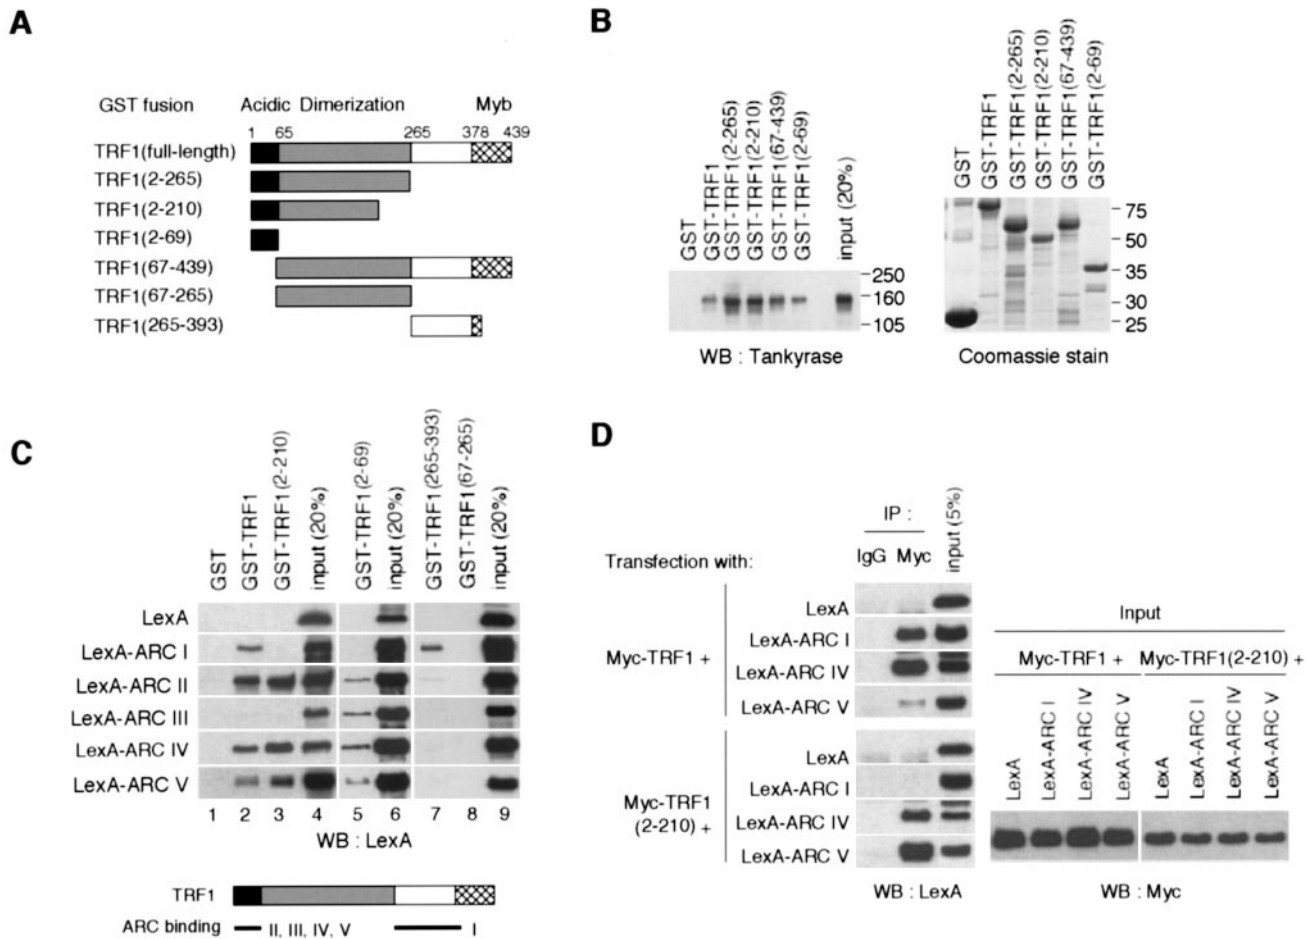 A
GST fusion Acidic Dimerization Myb
1 65 265 378 439
TRF1(full-length)
TRF1(2-265)
TRF1(2-210)
TRF1(2-69)
TRF1(67-439)
TRF1(67-265)
TRF1(265-393)
B
GST
GST-TRF1
GST-TRF1(2-265)
GST-TRF1(2-210)
GST-TRF1(67-439)
GST-TRF1(2-69)
input (20%)
250
160
105
WB : Tankyrase
GST
GST-TRF1
GST-TRF1(2-265)
GST-TRF1(2-210)
GST-TRF1(67-439)
GST-TRF1(2-69)
75
50
35
30
25
Coomassie stain
C
GST
GST-TRF1
GST-TRF1(2-210)
input (20%)
GST-TRF1(2-69)
input (20%)
GST-TRF1(265-393)
GST-TRF1(67-265)
input (20%)
LexA
LexA-ARC I
LexA-ARC II
LexA-ARC III
LexA-ARC IV
LexA-ARC V
1 2 3 4 5 6 7 8 9
WB : LexA
TRF1
ARC binding II, III, IV, V I
D
IP :
Transfection with: IgG Myc input (5%)
Myc-TRF1 +
LexA
LexA-ARC I
LexA-ARC IV
LexA-ARC V
Myc-TRF1
(2-210) +
LexA
LexA-ARC I
LexA-ARC IV
LexA-ARC V
WB : LexA
Input
Myc-TRF1 + Myc-TRF1(2-210) +
LexA
LexA-ARC I
LexA-ARC IV
LexA-ARC V
LexA
LexA-ARC I
LexA-ARC IV
LexA-ARC V
WB : Myc